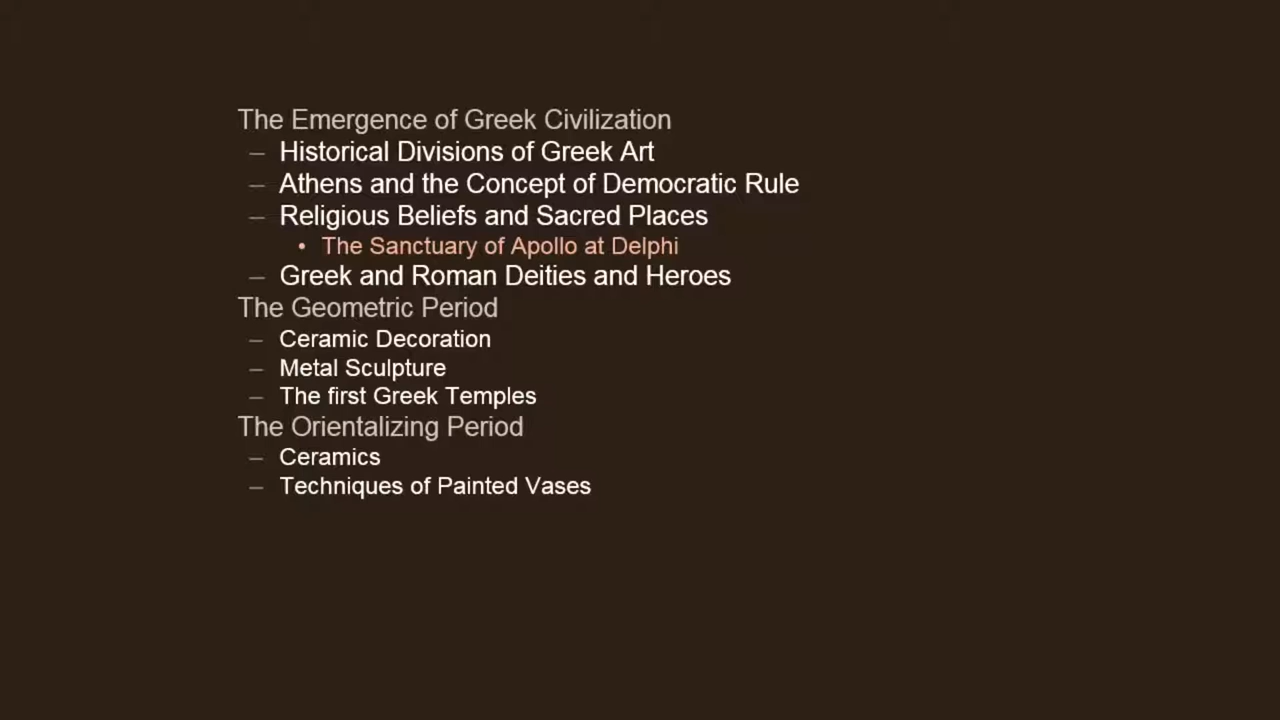 The Emergence of Greek Civilization
– Historical Divisions of Greek Art
– Athens and the Concept of Democratic Rule
– Religious Beliefs and Sacred Places
• The Sanctuary of Apollo at Delphi
– Greek and Roman Deities and Heroes
The Geometric Period
– Ceramic Decoration
– Metal Sculpture
– The first Greek Temples
The Orientalizing Period
– Ceramics
– Techniques of Painted Vases